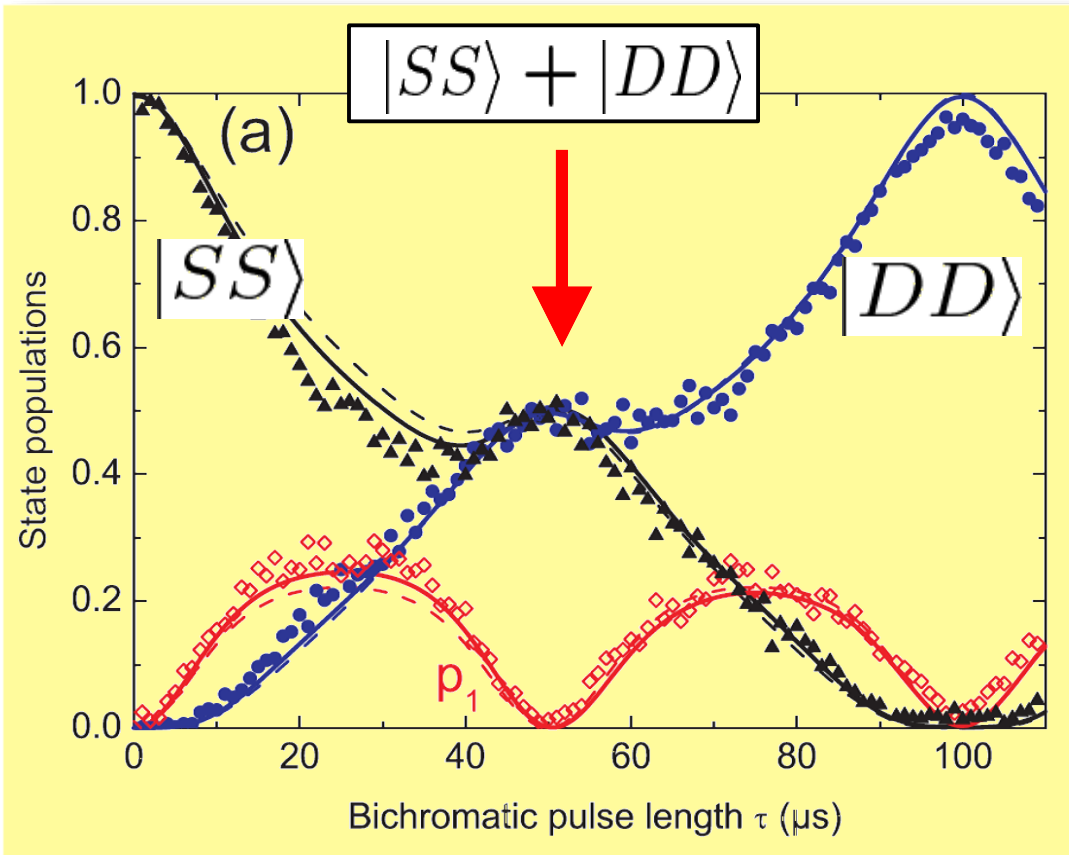 |SS⟩ + |DD⟩
(a)
|SS⟩
|DD⟩
p₁
State populations
1.0
0.8
0.6
0.4
0.2
0.0
0 20 40 60 80 100
Bichromatic pulse length τ (μs)